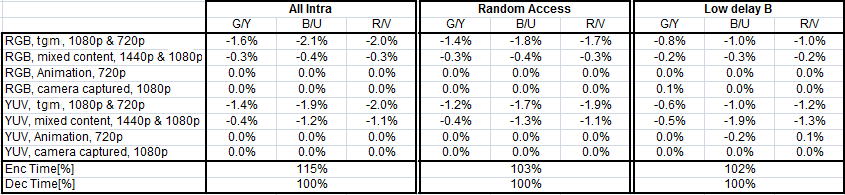 All Intra Random Access Low delay B
G/Y B/U R/V G/Y B/U R/V G/Y B/U R/V
RGB, tgm, 1080p & 720p -1.6% -2.1% -2.0% -1.4% -1.8% -1.7% -0.8% -1.0% -1.0%
RGB, mixed content, 1440p & 1080p -0.3% -0.4% -0.3% -0.3% -0.4% -0.3% -0.2% -0.3% -0.2%
RGB, Animation, 720p 0.0% 0.0% 0.0% 0.0% 0.0% 0.0% 0.0% 0.0% 0.0%
RGB, camera captured, 1080p 0.0% 0.0% 0.0% 0.0% 0.0% 0.0% 0.1% 0.0% 0.0%
YUV, tgm, 1080p & 720p -1.4% -1.9% -2.0% -1.2% -1.7% -1.9% -0.6% -1.0% -1.2%
YUV, mixed content, 1440p & 1080p -0.4% -1.2% -1.1% -0.4% -1.3% -1.1% -0.5% -1.9% -1.3%
YUV, Animation, 720p 0.0% 0.0% 0.0% 0.0% 0.0% 0.0% 0.0% -0.2% 0.1%
YUV, camera captured, 1080p 0.0% 0.0% 0.0% 0.0% 0.0% 0.0% 0.0% 0.0% 0.0%
Enc Time[%] 115% 103% 102%
Dec Time[%] 100% 100% 100%